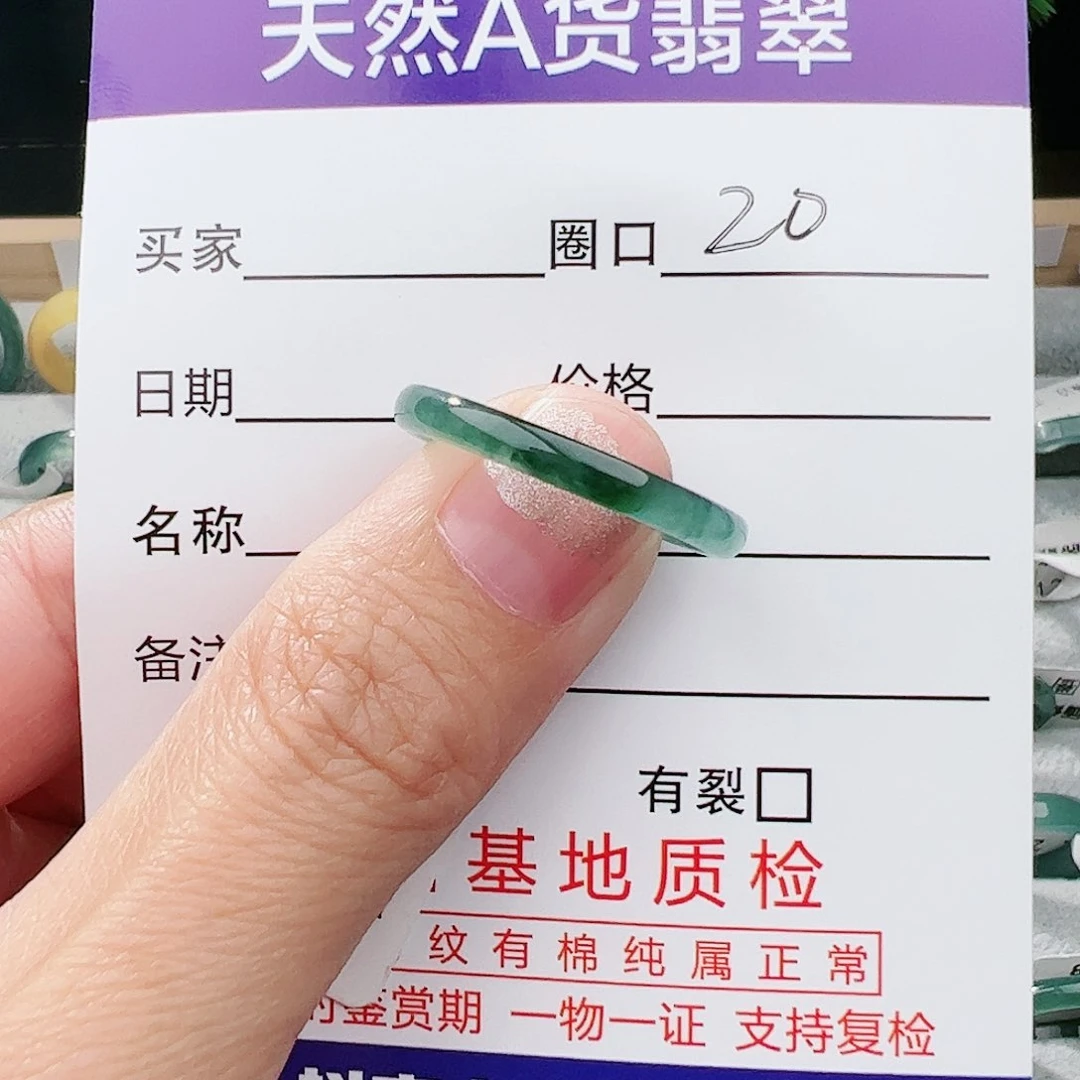 天然A货翡翠
买家 圈口 20
日期 价格
名称
备注
有裂
基地质检
纹有棉纯属正常
鉴赏期 一物一证 支持复检